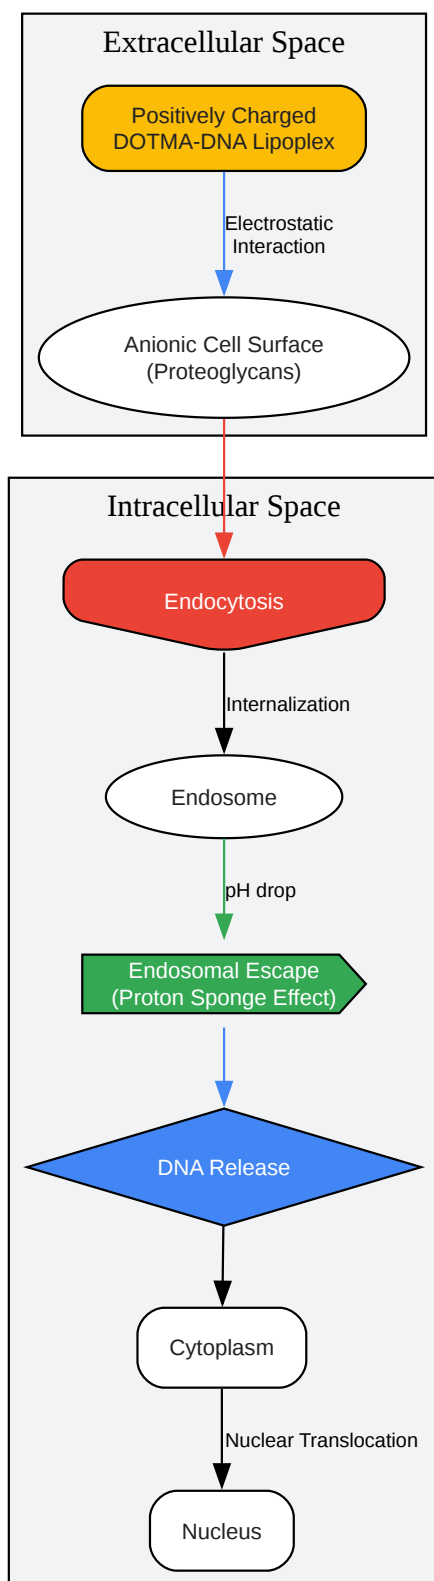 Extracellular Space
Positively Charged
DOTMA-DNA Lipoplex
Electrostatic
Interaction
Anionic Cell Surface
(Proteoglycans)
Intracellular Space
Endocytosis
Internalization
Endosome
pH drop
Endosomal Escape
(Proton Sponge Effect)
DNA Release
Cytoplasm
Nuclear Translocation
Nucleus